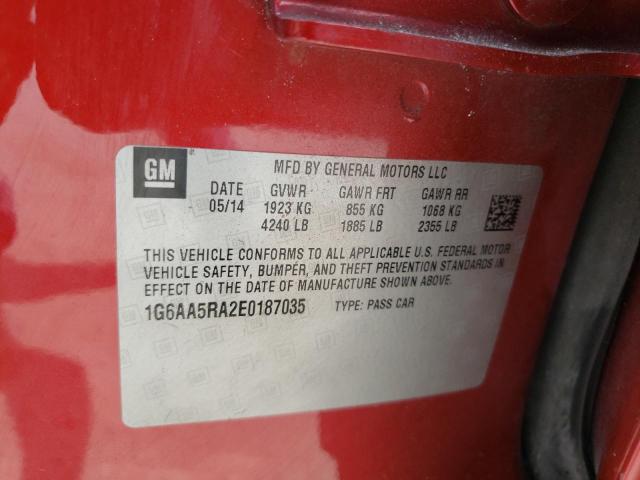 GM
MFD BY GENERAL MOTORS LLC
DATE GVWR GAWR FRT GAWR RR
05/14 1923 KG 855 KG 1068 KG
4240 LB 1885 LB 2355 LB
THIS VEHICLE CONFORMS TO ALL APPLICABLE U.S. FEDERAL MOTOR
VEHICLE SAFETY, BUMPER, AND THEFT PREVENTION STANDARDS IN
EFFECT ON THE DATE OF MANUFACTURE SHOWN ABOVE.
1G6AA5RA2E0187035 TYPE: PASS CAR